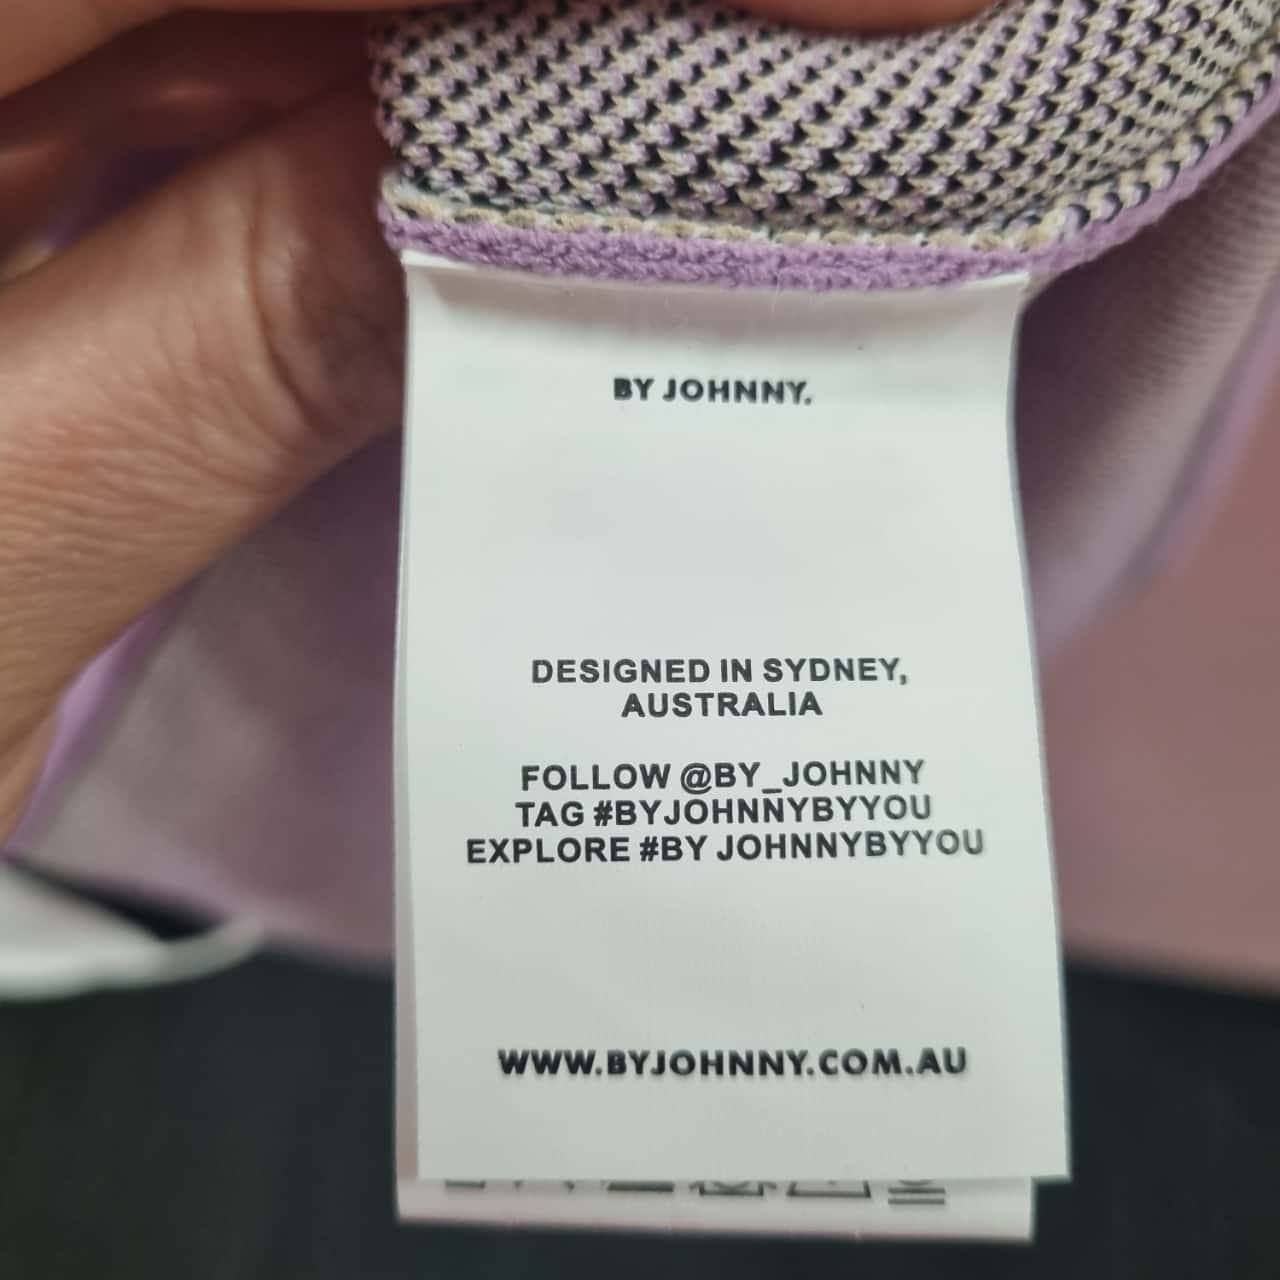 BY JOHNNY.
DESIGNED IN SYDNEY,
AUSTRALIA
FOLLOW @BY_JOHNNY
TAG #BYJOHNNYBYYOU
EXPLORE #BY JOHNNYBYYOU
WWW.BYJOHNNY.COM.AU